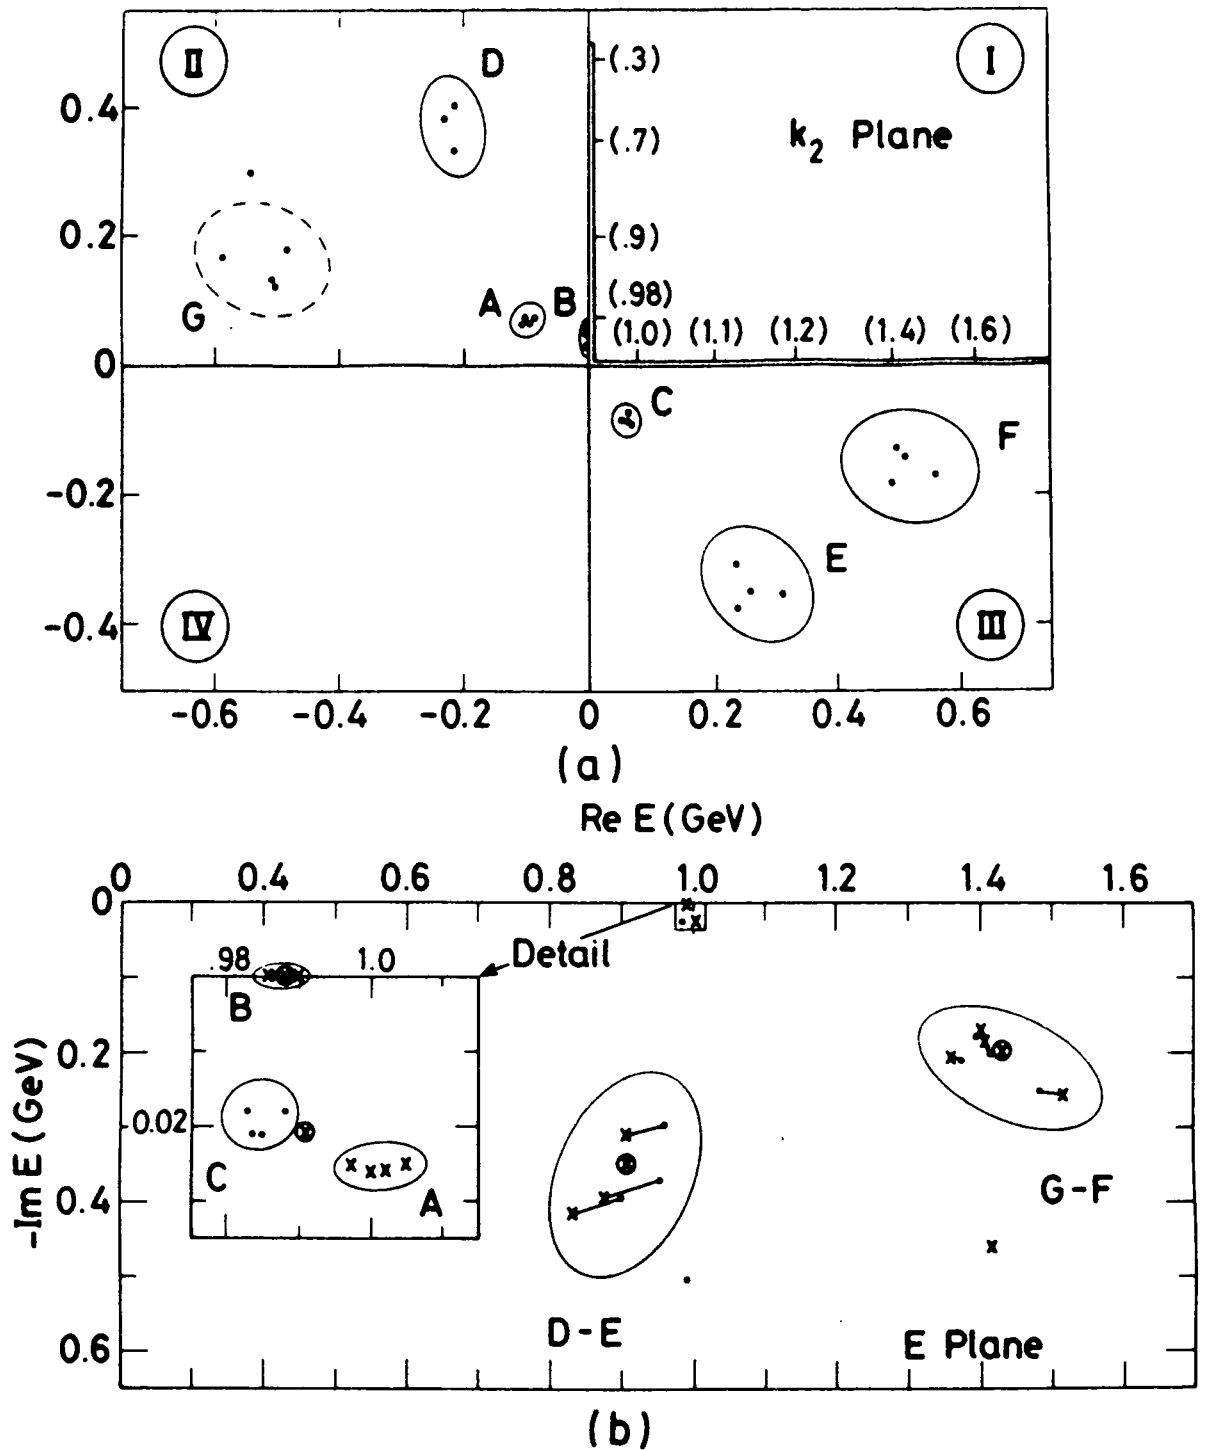 II
D
(.3)
I
0.4
(.7)
k2 Plane
0.2
(.9)
G
A
B
(.98)
(1.0) (1.1) (1.2) (1.4) (1.6)
0
C
F
-0.2
E
-0.4
IV
III
-0.6 -0.4 -0.2 0 0.2 0.4 0.6
(a)
Re E (GeV)
0 0.4 0.6 0.8 1.0 1.2 1.4 1.6
0
Detail
.98 1.0
B
0.2
0.02
C
A
-Im E (GeV)
0.4
G-F
D-E
E Plane
0.6
(b)